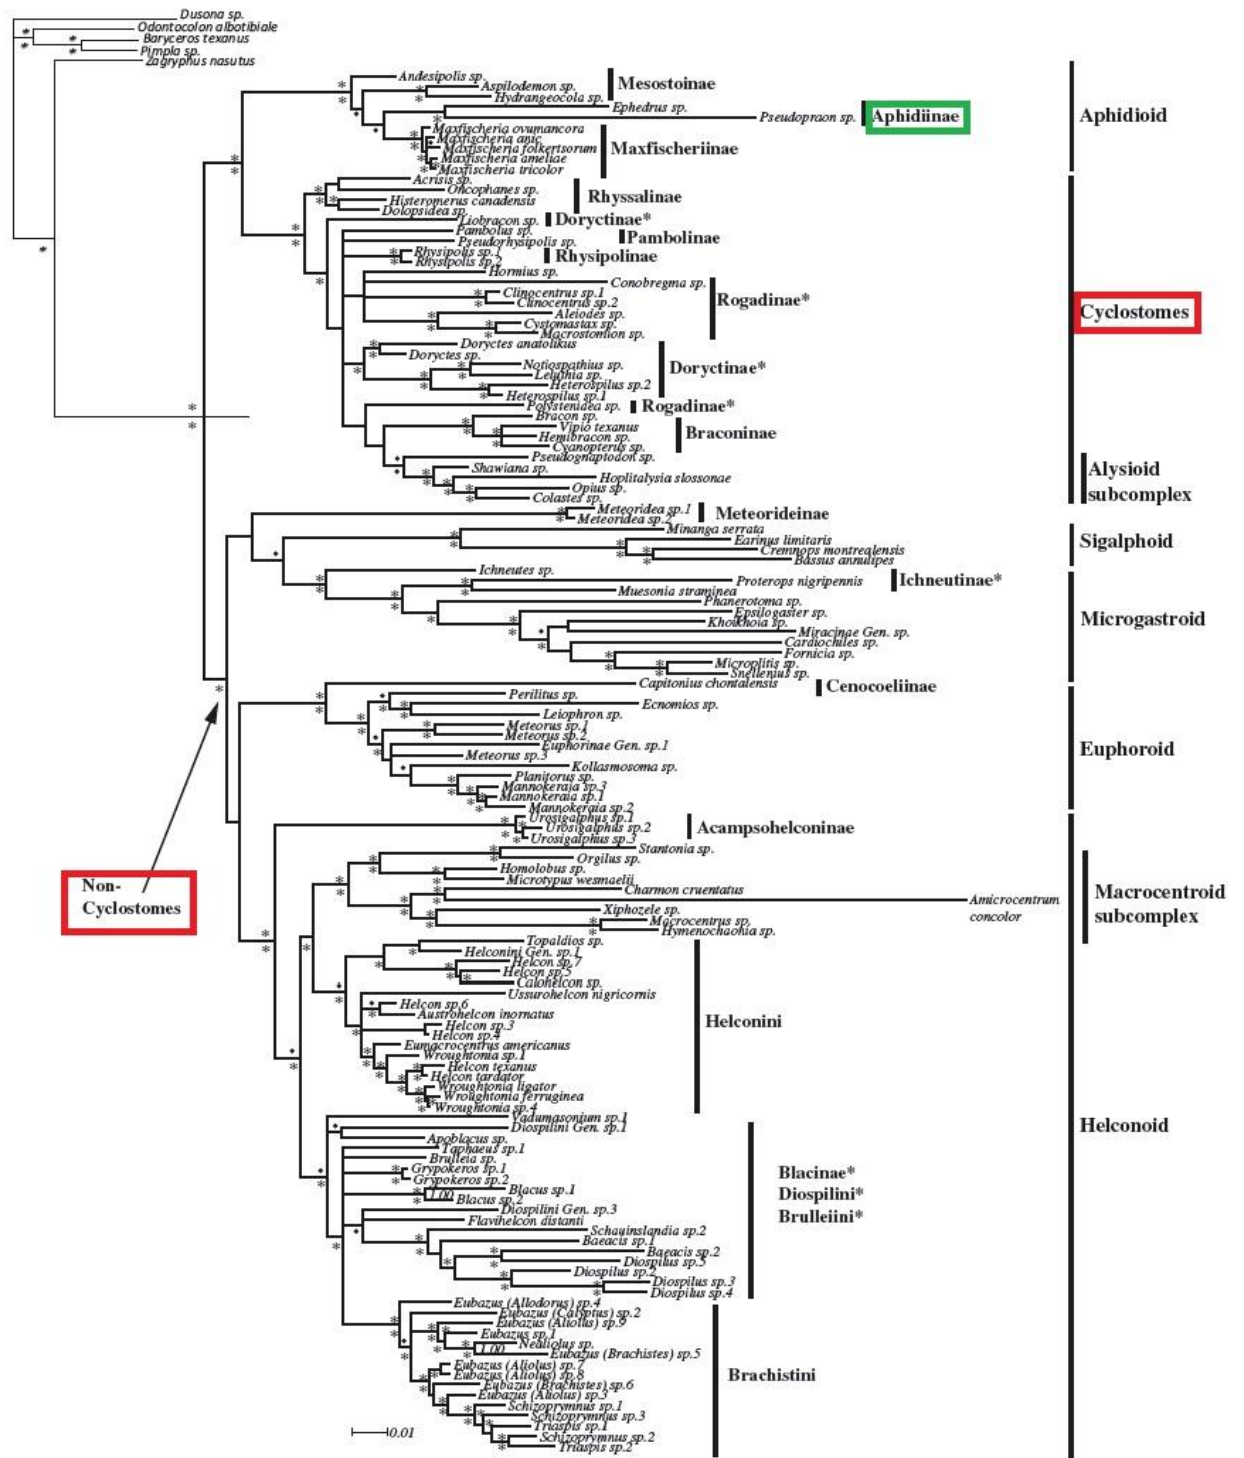 Dusona sp.
Odontocolon albotibiale
Baryceros texanus
Pimpla sp.
Zagryphus nasutus
Andesipolis sp.
Aspilodemon sp.
Hydrangeocola sp.
Mesostoinae
Ephedrus sp.
Pseudopraon sp.
Aphidiinae
Aphidioid
Maxfischeria ovumancora
Maxfischeria anic
Maxfischeria folkertsorum
Maxfischeria ameliae
Maxfischeria tricolor
Maxfischeriinae
Acrisis sp.
Oncophanes sp.
Histeromerus canadensis
Dolopsidea sp.
Rhyssalinae
Liobracon sp.
Doryctinae*
Pambolus sp.
Pseudorhysipolis sp.
Pambolinae
Rhysipolis sp.1
Rhysipolis sp.2
Rhysipolinae
Hormius sp.
Conobregma sp.
Clinocentrus sp.1
Clinocentrus sp.2
Aleiodes sp.
Cystomastax sp.
Macrostomion sp.
Rogadinae*
Cyclostomes
Doryctes anatolikus
Doryctes sp.
Notiospathius sp.
Leluthia sp.
Heterospilus sp.2
Heterospilus sp.1
Doryctinae*
Polystenidea sp.
Rogadinae*
Bracon sp.
Vipio texanus
Hemibracon sp.
Cyanopterus sp.
Braconinae
Pseudognaptodon sp.
Shawiana sp.
Hoplitalysia slossonae
Opius sp.
Colastes sp.
Alysioid
subcomplex
Meteoridea sp.1
Meteoridea sp.2
Meteorideinae
Minanga serrata
Earinus limitaris
Cremnops montrealensis
Bassus annulipes
Sigalphoid
Ichneutes sp.
Proterops nigripennis
Muesonia straminea
Ichneutinae*
Phanerotoma sp.
Epsilogaster sp.
Khoikhoia sp.
Miracinae Gen. sp.
Cardiochiles sp.
Fornicia sp.
Microplitis sp.
Snellenius sp.
Microgastroid
Capitonius chontalensis
Cenocoeliinae
Perilitus sp.
Ecnomios sp.
Leiophron sp.
Meteorus sp.1
Meteorus sp.2
Euphorinae Gen. sp.1
Meteorus sp.3
Kollasmosoma sp.
Planitorus sp.
Mannokeraia sp.3
Mannokeraia sp.1
Mannokeraia sp.2
Euphoroid
Urosigalphus sp.1
Urosigalphus sp.2
Urosigalphus sp.3
Acampsohelconinae
Stantonia sp.
Orgilus sp.
Homolobus sp.
Microtypus wesmaelii
Charmon cruentatus
Amicrocentrum
concolor
Xiphozele sp.
Macrocentrus sp.
Hymenochaonia sp.
Macrocentroid
subcomplex
Non-
Cyclostomes
Topaldios sp.
Helconini Gen. sp.1
Helcon sp.7
Helcon sp.5
Calohelcon sp.
Ussurohelcon nigricornis
Helcon sp.6
Austrohelcon inornatus
Helcon sp.3
Helcon sp.4
Eumacrocentrus americanus
Wroughtonia sp.1
Helcon texanus
Helcon tardator
Wroughtonia ligator
Wroughtonia ferruginea
Wroughtonia sp.4
Helconini
Vadumasonium sp.1
Diospilini Gen. sp.1
Apoblacus sp.
Taphaeus sp.1
Brulleia sp.
Grypokeros sp.1
Grypokeros sp.2
Blacus sp.1
1.00
Blacus sp.2
Diospilini Gen. sp.3
Flavihelcon distanti
Schauinslandia sp.2
Baeacis sp.1
Baeacis sp.2
Diospilus sp.5
Diospilus sp.2
Diospilus sp.3
Diospilus sp.4
Blacinae*
Diospilini*
Brulleiini*
Helconoid
Eubazus (Allodorus) sp.4
Eubazus (Calyptus) sp.2
Eubazus (Aliolus) sp.9
Eubazus sp.1
Nealiolus sp.
1.00
Eubazus (Brachistes) sp.5
Eubazus (Aliolus) sp.7
Eubazus (Aliolus) sp.8
Eubazus (Brachistes) sp.6
Eubazus (Aliolus) sp.3
Schizoprymnus sp.1
Schizoprymnus sp.3
Triaspis sp.1
Schizoprymnus sp.2
Triaspis sp.2
Brachistini
0.01